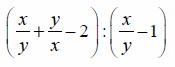 (x/y + y/x − 2) : (x/y − 1)